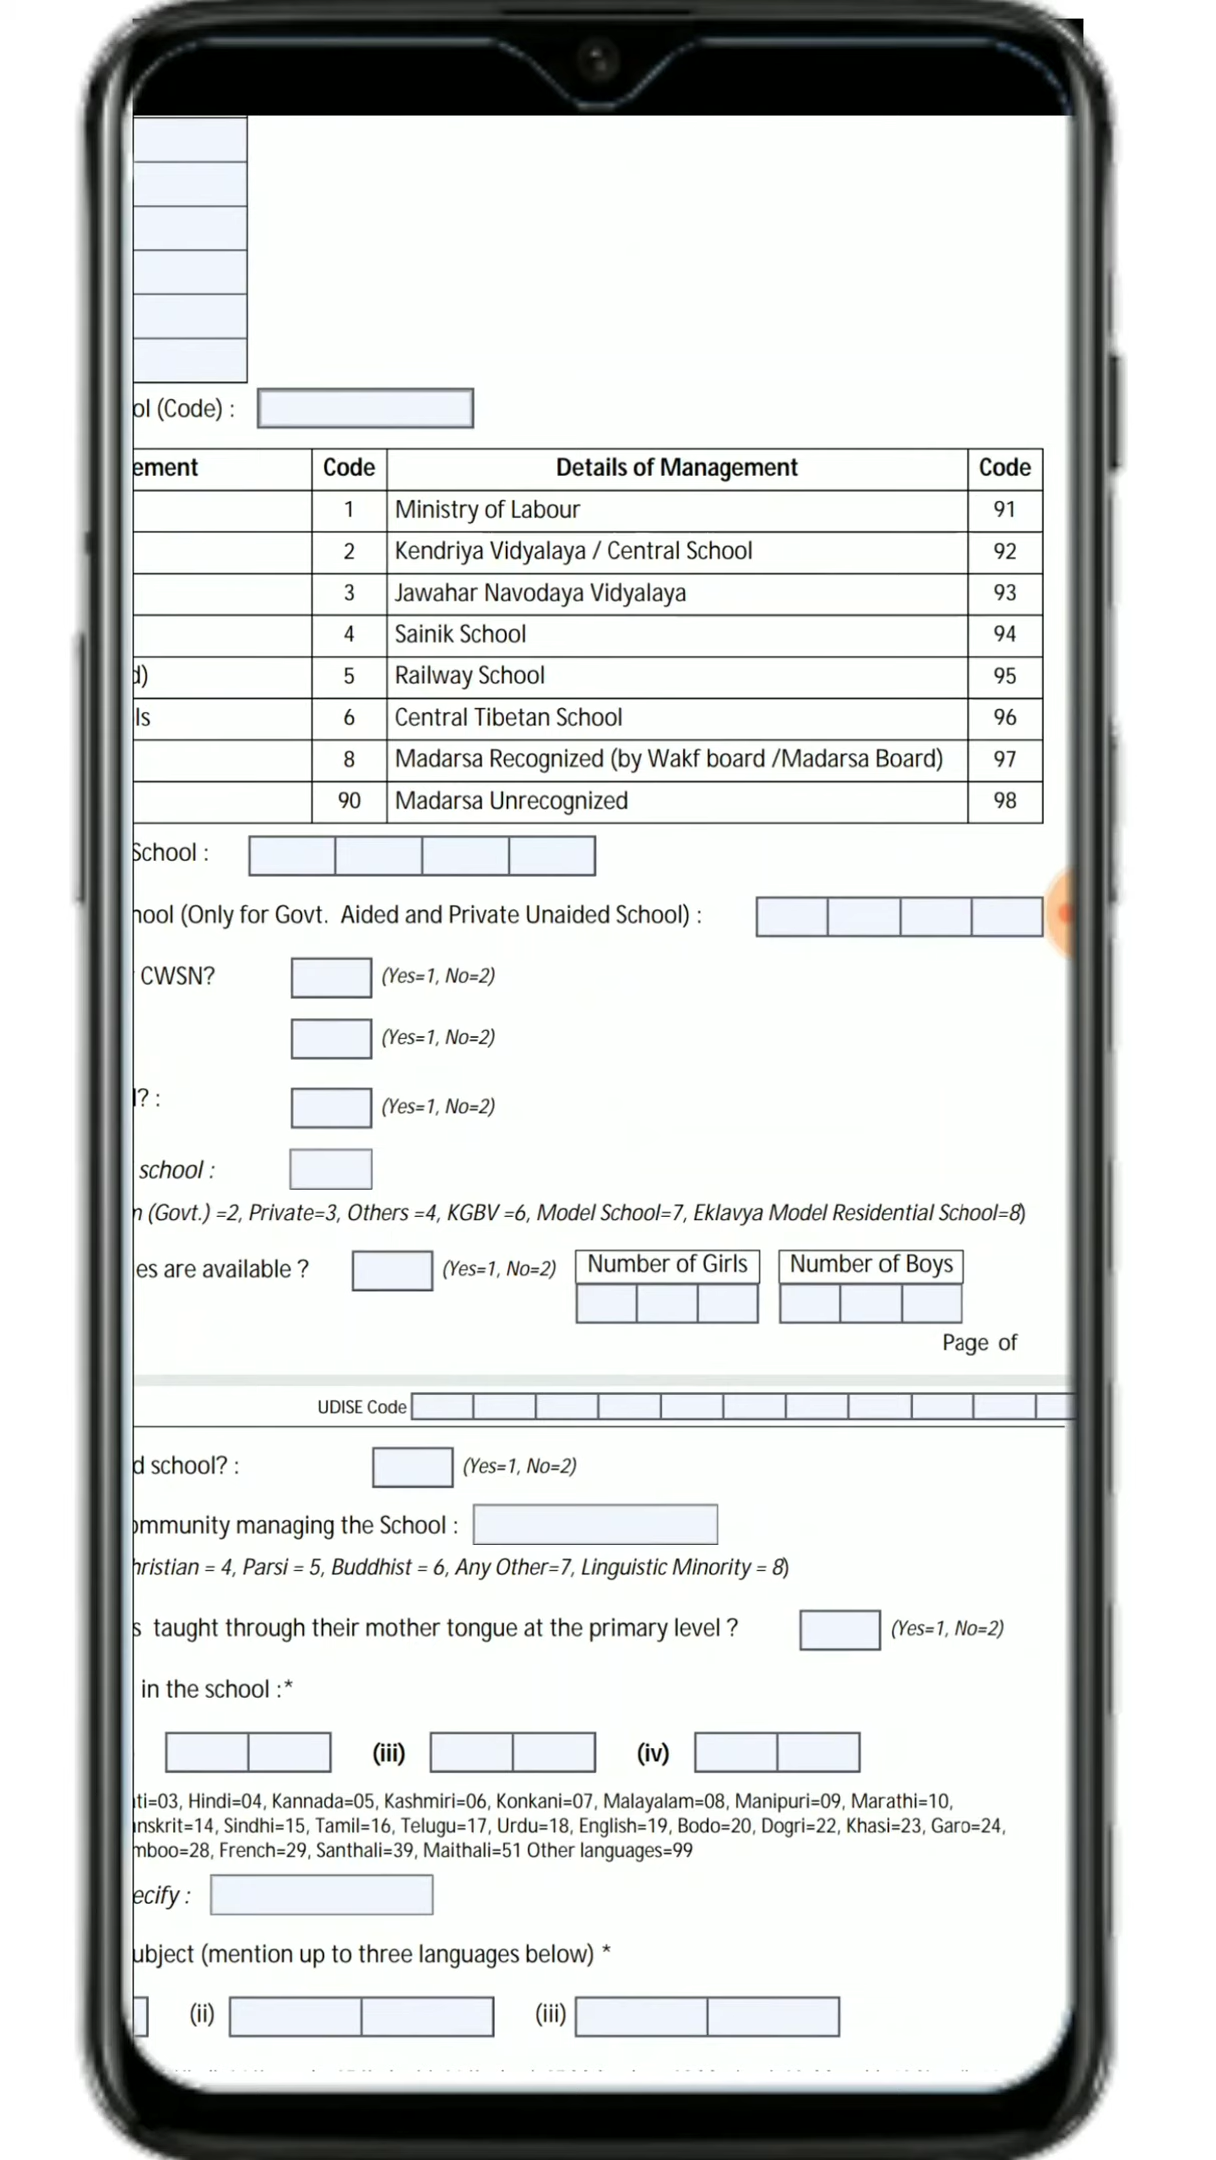 ol (Code) :
ement Code Details of Management Code
1 Ministry of Labour 91
2 Kendriya Vidyalaya / Central School 92
3 Jawahar Navodaya Vidyalaya 93
4 Sainik School 94
d) 5 Railway School 95
ls 6 Central Tibetan School 96
8 Madarsa Recognized (by Wakf board /Madarsa Board) 97
90 Madarsa Unrecognized 98
School :
hool (Only for Govt. Aided and Private Unaided School) :
CWSN? (Yes=1, No=2)
(Yes=1, No=2)
l? : (Yes=1, No=2)
school :
n (Govt.) =2, Private=3, Others =4, KGBV =6, Model School=7, Eklavya Model Residential School=8)
es are available ? (Yes=1, No=2) Number of Girls Number of Boys
Page of
UDISE Code
d school? : (Yes=1, No=2)
ommunity managing the School :
hristian = 4, Parsi = 5, Buddhist = 6, Any Other=7, Linguistic Minority = 8)
s taught through their mother tongue at the primary level ? (Yes=1, No=2)
in the school :*
(iii) (iv)
ti=03, Hindi=04, Kannada=05, Kashmiri=06, Konkani=07, Malayalam=08, Manipuri=09, Marathi=10,
nskrit=14, Sindhi=15, Tamil=16, Telugu=17, Urdu=18, English=19, Bodo=20, Dogri=22, Khasi=23, Garo=24,
mboo=28, French=29, Santhali=39, Maithali=51 Other languages=99
ecify :
ubject (mention up to three languages below) *
(ii) (iii)